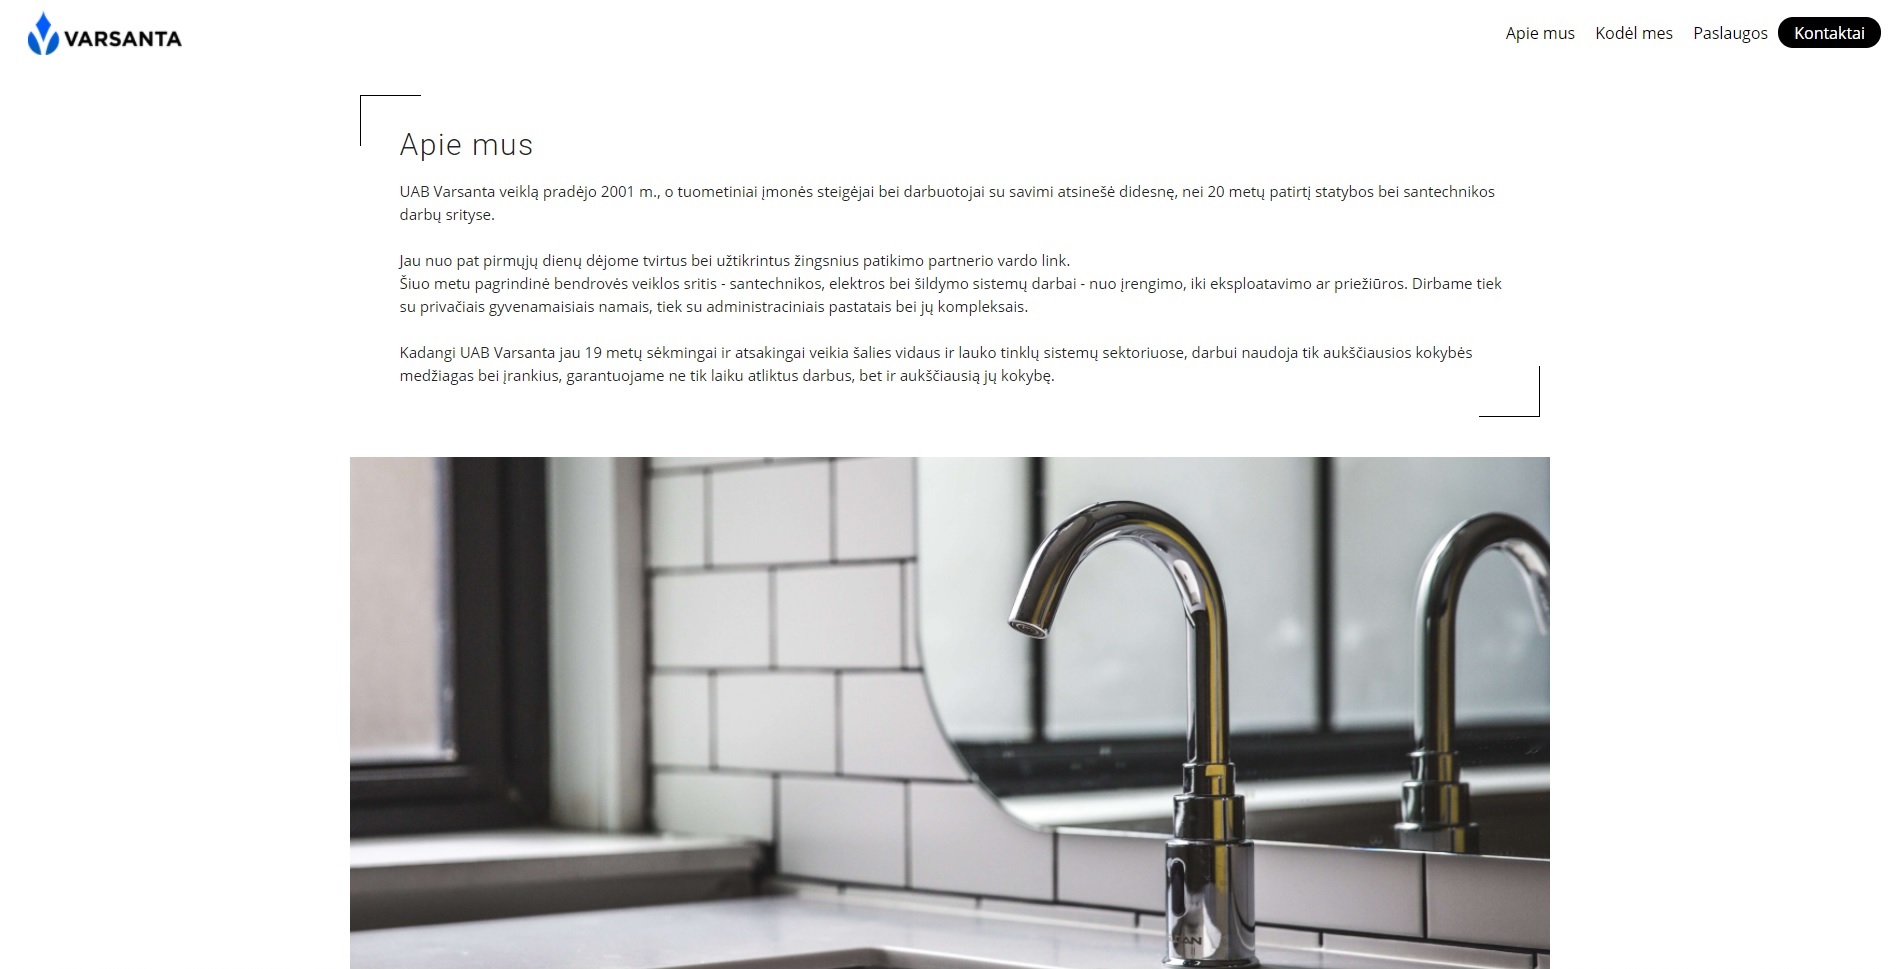 VARSANTA
Apie mus
Kodėl mes
Paslaugos
Kontaktai
Apie mus
UAB Varsanta veiklą pradėjo 2001 m., o tuometiniai įmonės steigėjai bei darbuotojai su savimi atsinešė didesnę, nei 20 metų patirtį statybos bei santechnikos
darbų srityse.
Jau nuo pat pirmųjų dienų dėjome tvirtus bei užtikrintus žingsnius patikimo partnerio vardo link.
Šiuo metu pagrindinė bendrovės veiklos sritis - santechnikos, elektros bei šildymo sistemų darbai - nuo įrengimo, iki eksploatavimo ar priežiūros. Dirbame tiek
su privačiais gyvenamaisiais namais, tiek su administraciniais pastatais bei jų kompleksais.
Kadangi UAB Varsanta jau 19 metų sėkmingai ir atsakingai veikia šalies vidaus ir lauko tinklų sistemų sektoriuose, darbui naudoja tik aukščiausios kokybės
medžiagas bei įrankius, garantuojame ne tik laiku atliktus darbus, bet ir aukščiausią jų kokybę.